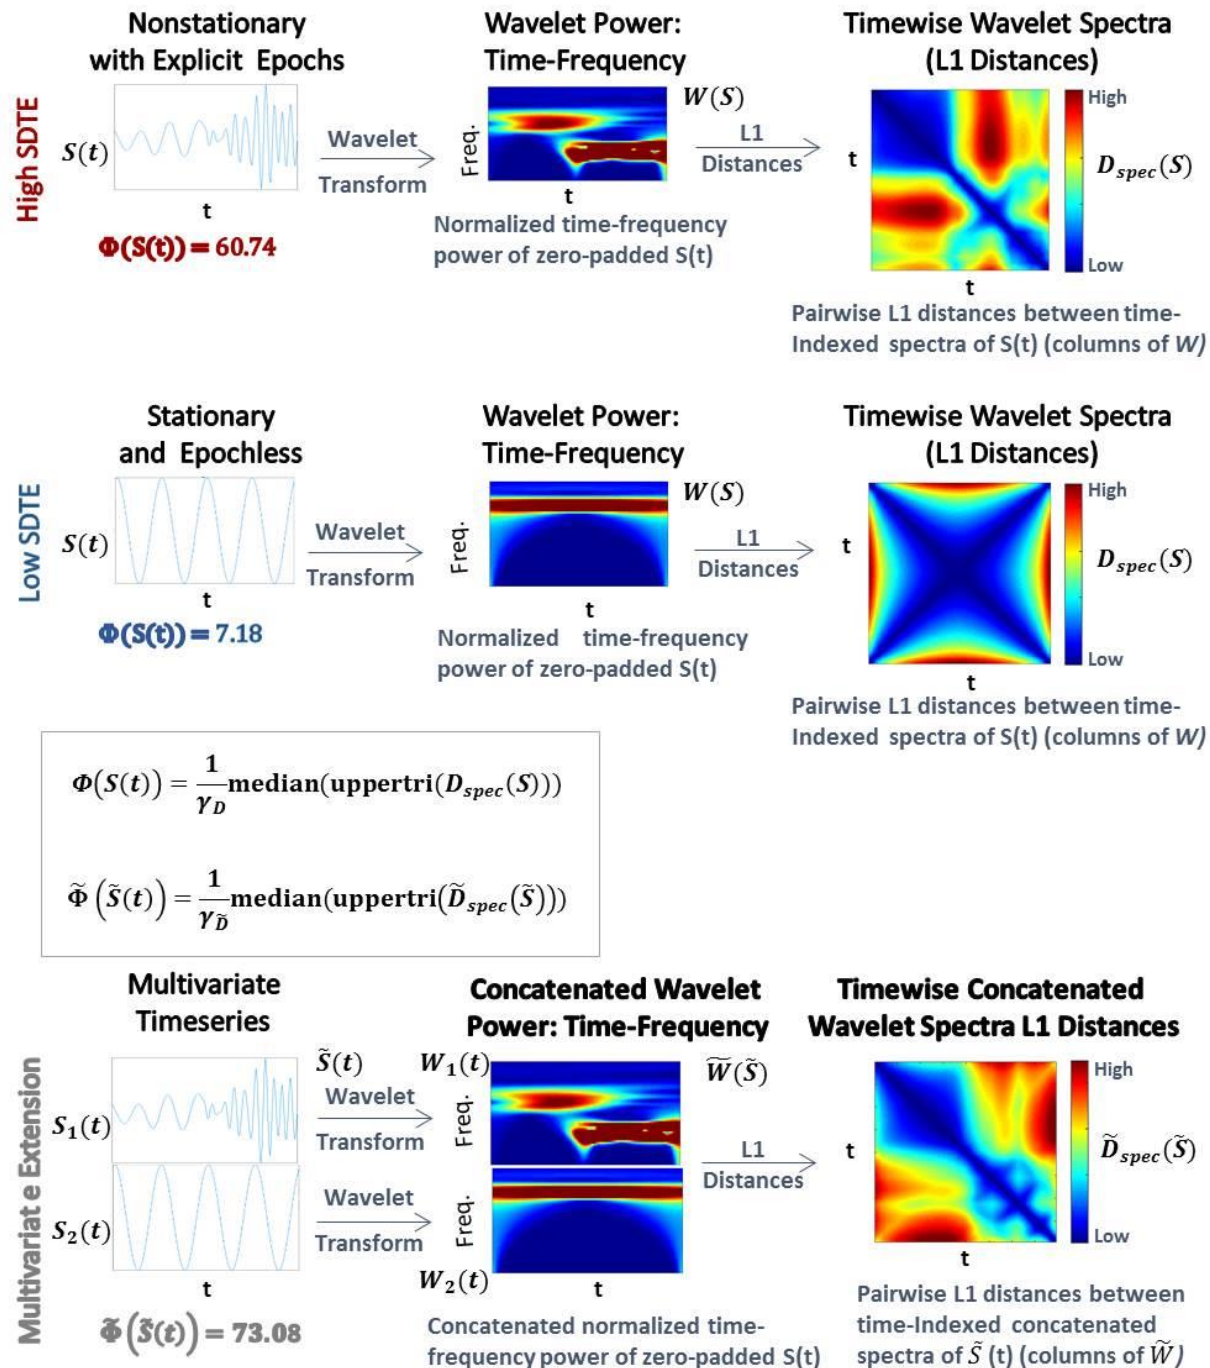 Nonstationary
with Explicit Epochs
Wavelet Power:
Time-Frequency
Timewise Wavelet Spectra
(L1 Distances)
High SDTE
S(t)
t
Φ(S(t)) = 60.74
Wavelet
Transform
Freq.
t
W(S)
Normalized time-frequency
power of zero-padded S(t)
L1
Distances
t
t
High
Low
D_spec(S)
Pairwise L1 distances between time-
Indexed spectra of S(t) (columns of W)
Stationary
and Epochless
Wavelet Power:
Time-Frequency
Timewise Wavelet Spectra
(L1 Distances)
Low SDTE
S(t)
t
Φ(S(t)) = 7.18
Wavelet
Transform
Freq.
t
W(S)
Normalized time-frequency
power of zero-padded S(t)
L1
Distances
t
t
High
Low
D_spec(S)
Pairwise L1 distances between time-
Indexed spectra of S(t) (columns of W)
Φ(S(t)) = 1/γ_D median(uppertri(D_spec(S)))
Φ̃(S̃(t)) = 1/γ_D̃ median(uppertri(D̃_spec(S̃)))
Multivariate
Timeseries
Concatenated Wavelet
Power: Time-Frequency
Timewise Concatenated
Wavelet Spectra L1 Distances
Multivariat e Extension
S₁(t)
S₂(t)
t
Φ̃(S̃(t)) = 73.08
S̃(t)
Wavelet
Transform
Wavelet
Transform
W₁(t)
Freq.
Freq.
W₂(t)
t
W̃(S̃)
Concatenated normalized time-
frequency power of zero-padded S(t)
L1
Distances
t
t
High
Low
D̃_spec(S̃)
Pairwise L1 distances between
time-Indexed concatenated
spectra of S̃ (t) (columns of W̃)